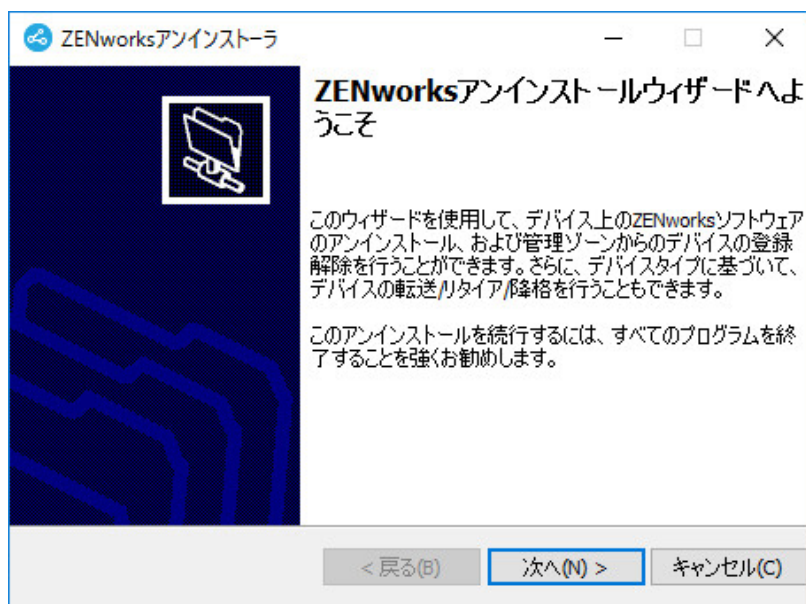 ZENworksアンインストーラ
ZENworksアンインストールウィザードへよ
うこそ
このウィザードを使用して、デバイス上のZENworksソフトウェア
のアンインストール、および管理ゾーンからのデバイスの登録
解除を行うことができます。さらに、デバイスタイプに基づいて、
デバイスの転送/リタイア/降格を行うこともできます。
このアンインストールを続行するには、すべてのプログラムを終
了することを強くお勧めします。
< 戻る(B)
次へ(N) >
キャンセル(C)